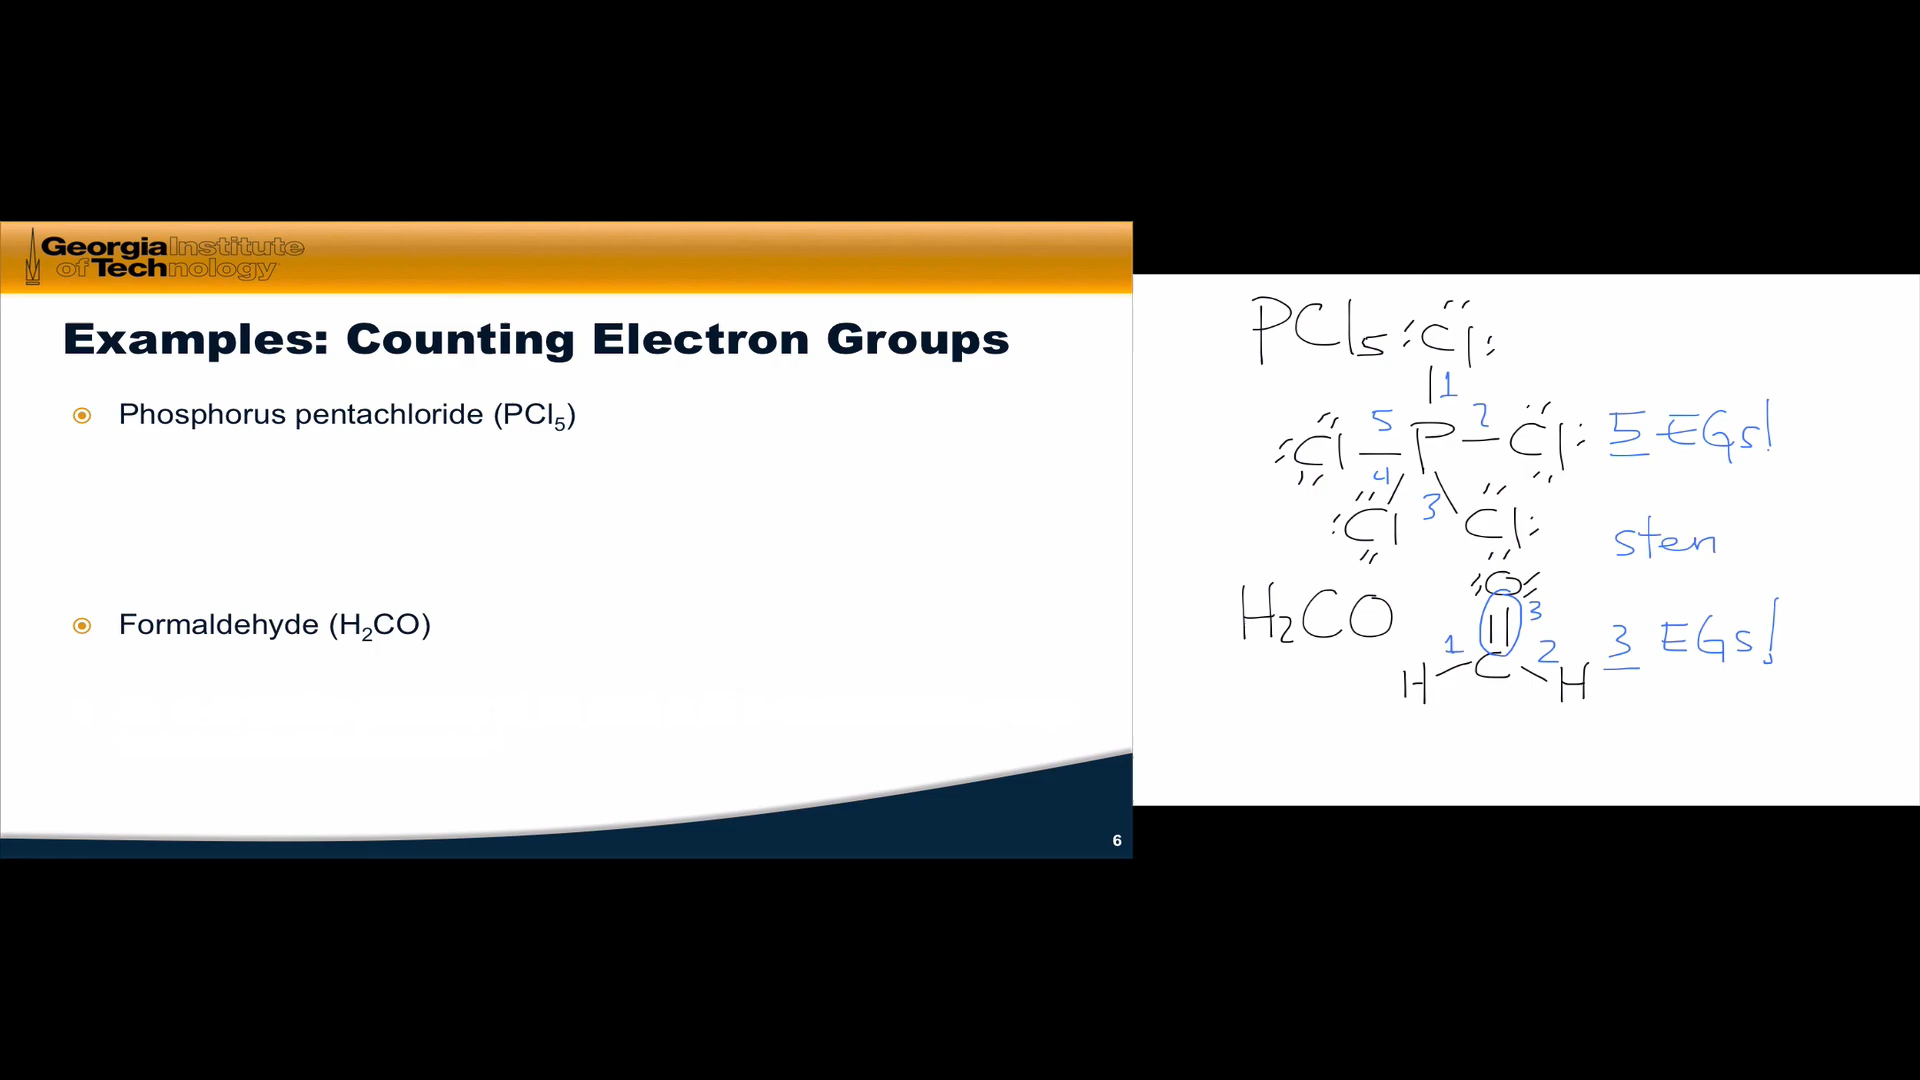 Georgia Institute
of Technology
Examples: Counting Electron Groups
Phosphorus pentachloride (PCl₅)
Formaldehyde (H₂CO)
6
PCl₅ Cl
1
Cl 5 P 2 Cl 5 EGs!
4 3
Cl Cl
sten
O
H₂CO 3
1 2 3 EGs!
H C H